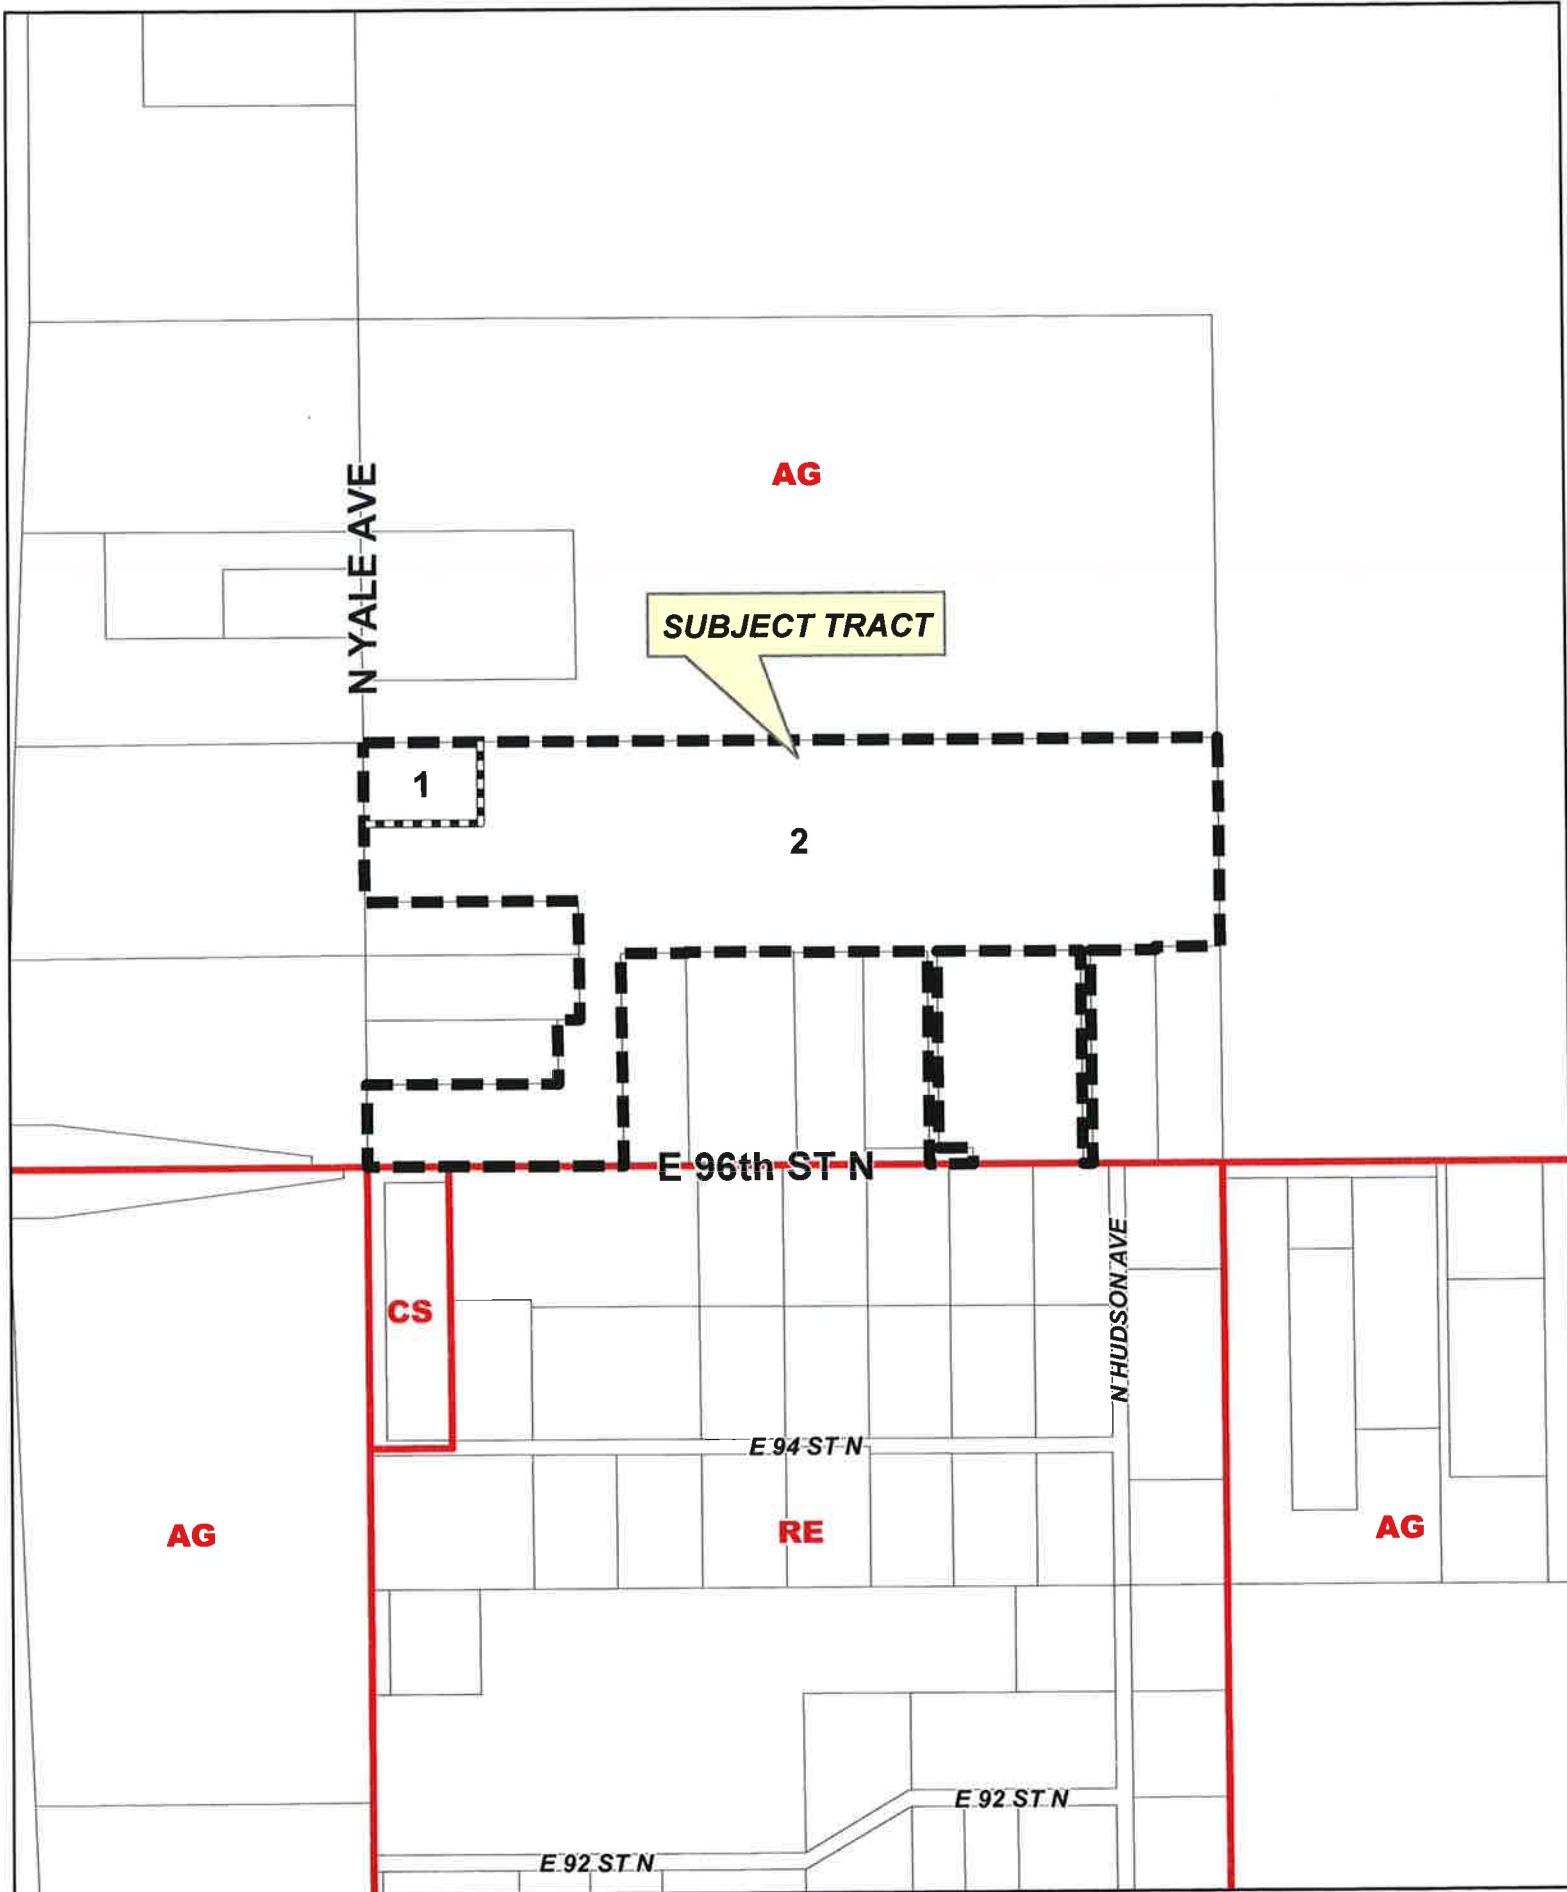 AG
N YALE AVE
SUBJECT TRACT
1
2
E 96th ST N
N HUDSON AVE
CS
E 94 ST N
AG
RE
AG
E 92 ST N
E 92 ST N